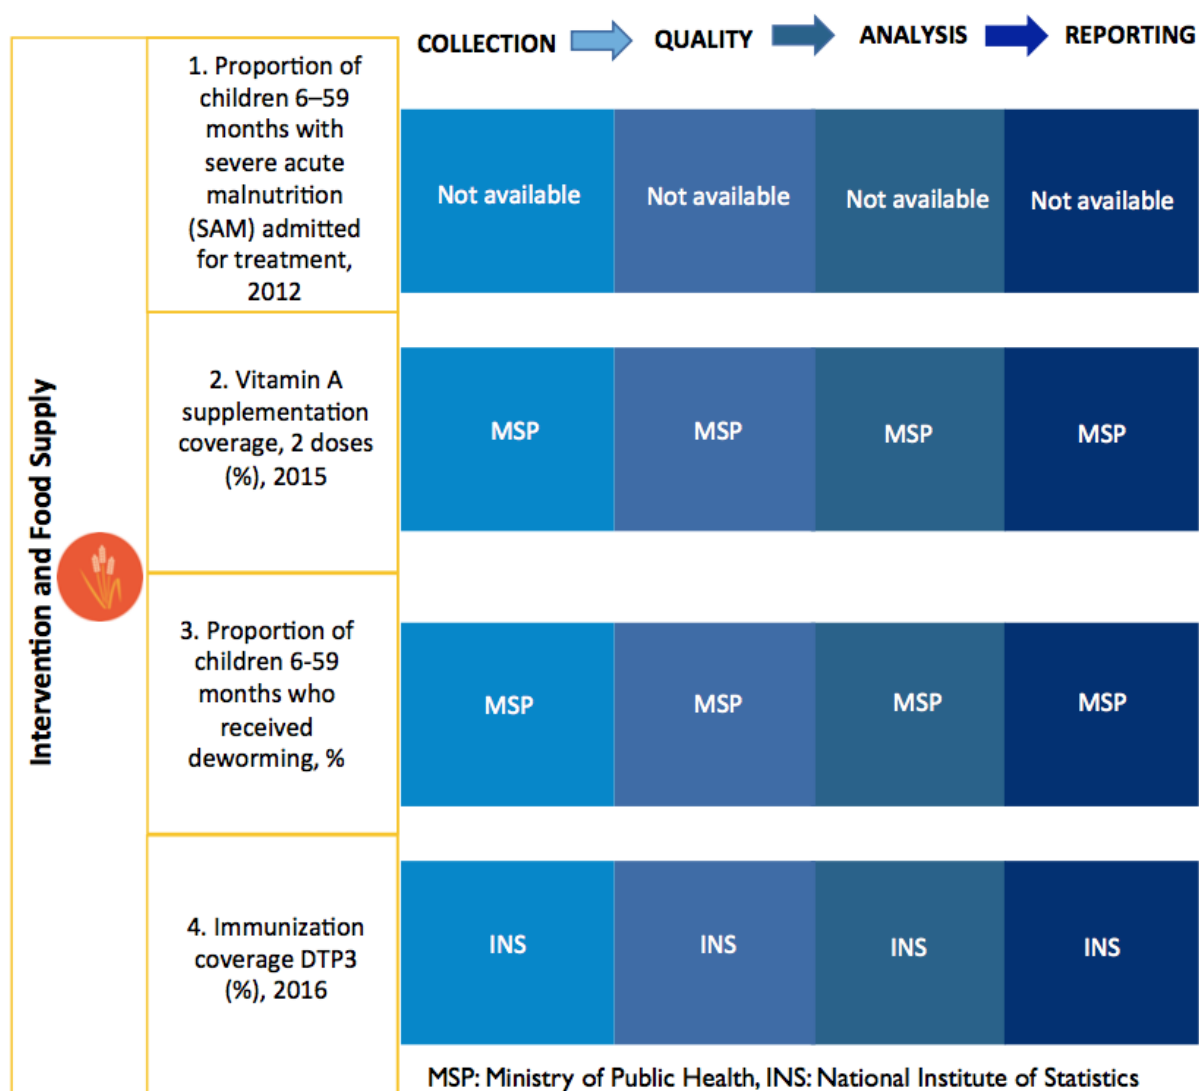 COLLECTION QUALITY ANALYSIS REPORTING
Intervention and Food Supply
1. Proportion of
children 6–59
months with
severe acute
malnutrition
(SAM) admitted
for treatment,
2012
Not available Not available Not available Not available
2. Vitamin A
supplementation
coverage, 2 doses
(%), 2015
MSP MSP MSP MSP
3. Proportion of
children 6-59
months who
received
deworming, %
MSP MSP MSP MSP
4. Immunization
coverage DTP3
(%), 2016
INS INS INS INS
MSP: Ministry of Public Health, INS: National Institute of Statistics